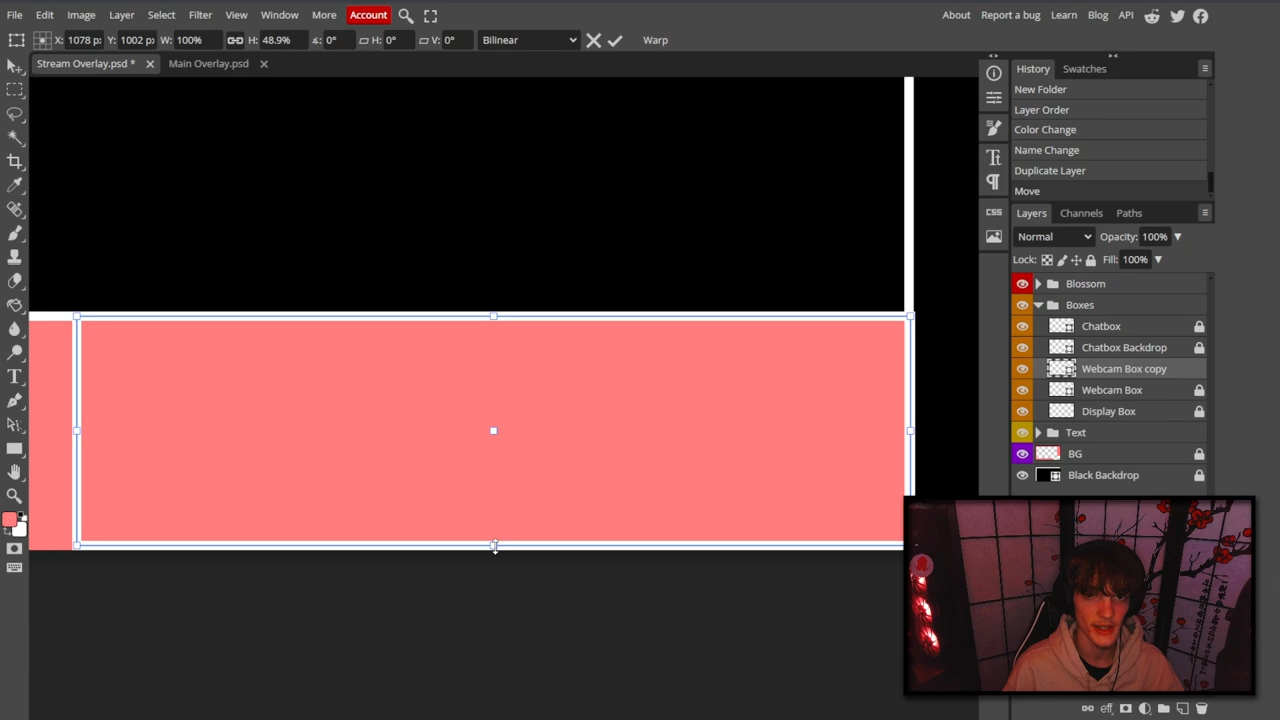 File Edit Image Layer Select Filter View Window More Account About Report a bug Learn Blog API
X: 1078 p: Y: 1002 p: W: 100% H: 48.9% ∡: 0° H: 0° V: 0° Bilinear Warp
Stream Overlay.psd * Main Overlay.psd
History Swatches
New Folder
Layer Order
Color Change
Name Change
Duplicate Layer
Move
CSS
Layers Channels Paths
Normal Opacity: 100%
Lock: Fill: 100%
Blossom
Boxes
Chatbox
Chatbox Backdrop
Webcam Box copy
Webcam Box
Display Box
Text
BG
Black Backdrop
eff